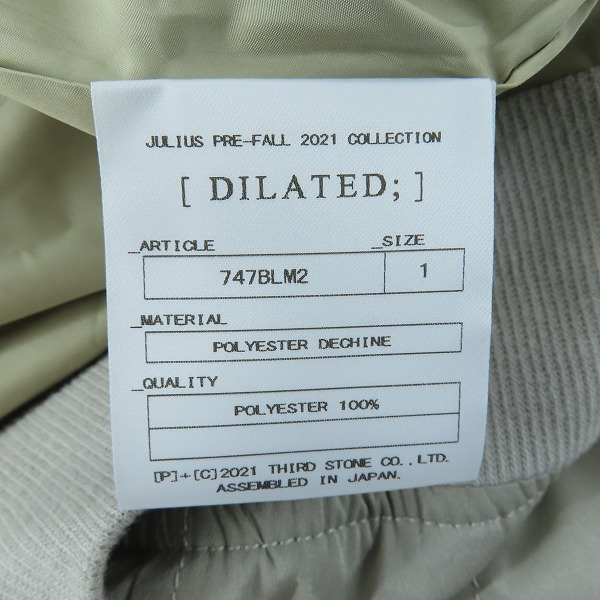 JULIUS PRE-FALL 2021 COLLECTION
[ DILATED; ]
_ARTICLE _SIZE
747BLM2 1
_MATERIAL
POLYESTER DECHINE
_QUALITY
POLYESTER 100%
[P]+[C]2021 THIRD STONE CO.,LTD.
ASSEMBLED IN JAPAN.